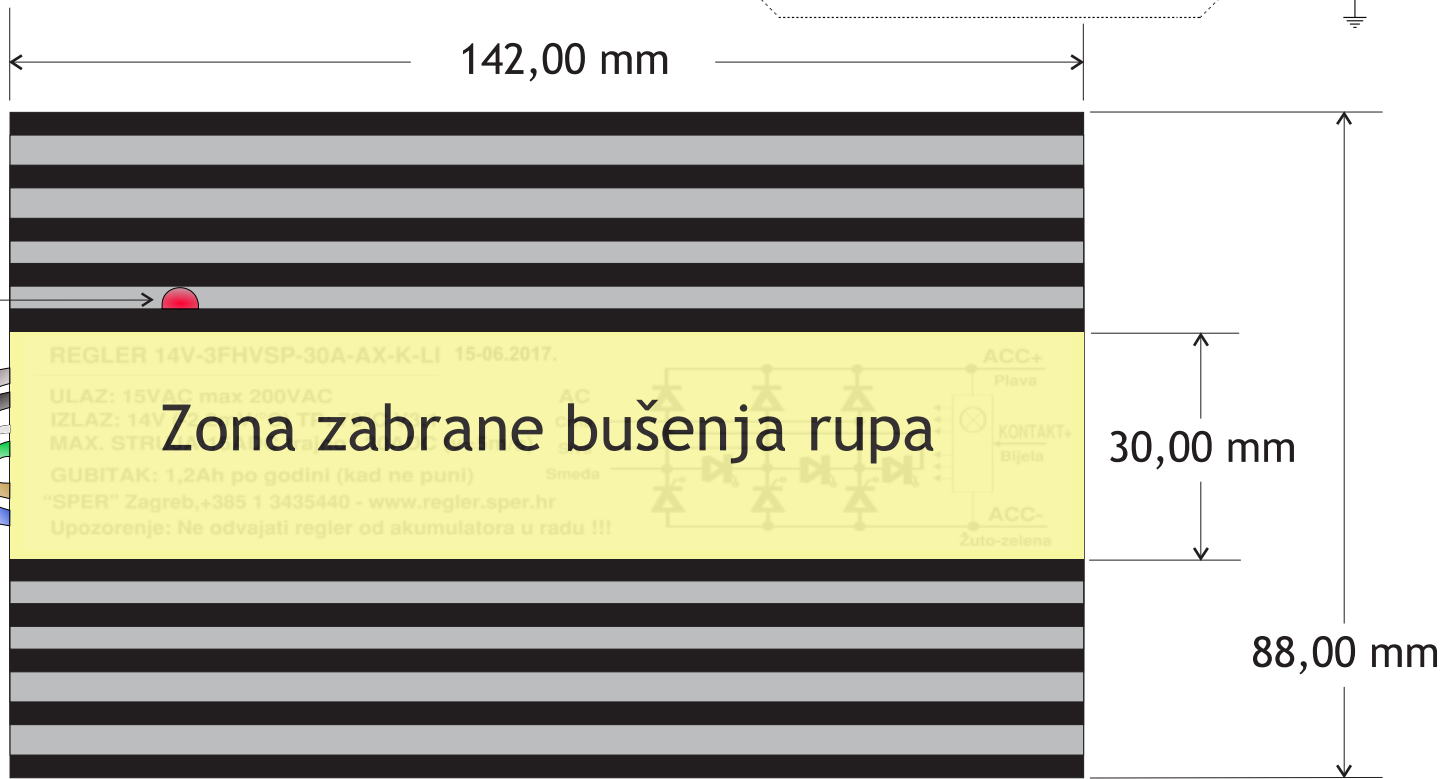 142,00 mm
REGLER 14V-3FHVSP-30A-AX-K-LI 15-06.2017.
ACC+
Plava
ULAZ: 15VAC max 200VAC
AC
IZLAZ: 14V
MAX.
Zona zabrane bušenja rupa
KONTAKT+
Bijela
30,00 mm
GUBITAK: 1,2Ah po godini (kad ne puni)
Smeđa
"SPER" Zagreb,+385 1 3435440 - www.regler.sper.hr
ACC-
Upozorenje: Ne odvajati regler od akumulatora u radu !!!
Žuto-zelena
88,00 mm